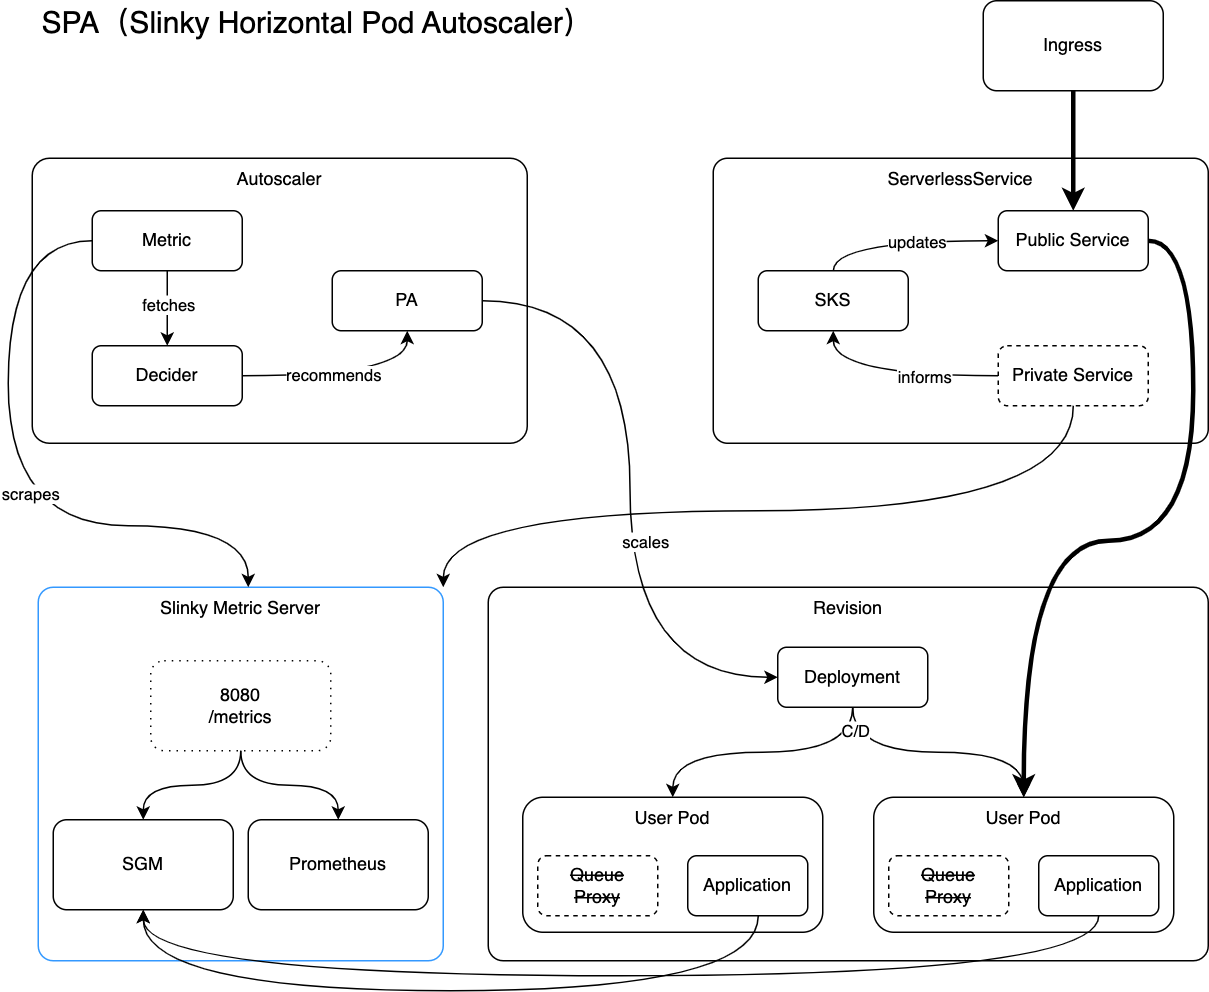 SPA（Slinky Horizontal Pod Autoscaler）
Ingress
Autoscaler
Metric
fetches
Decider
recommends
PA
ServerlessService
Public Service
updates
SKS
informs
Private Service
scrapes
scales
Slinky Metric Server
8080
/metrics
SGM
Prometheus
Revision
Deployment
C/D
User Pod
Queue
Proxy
Application
User Pod
Queue
Proxy
Application